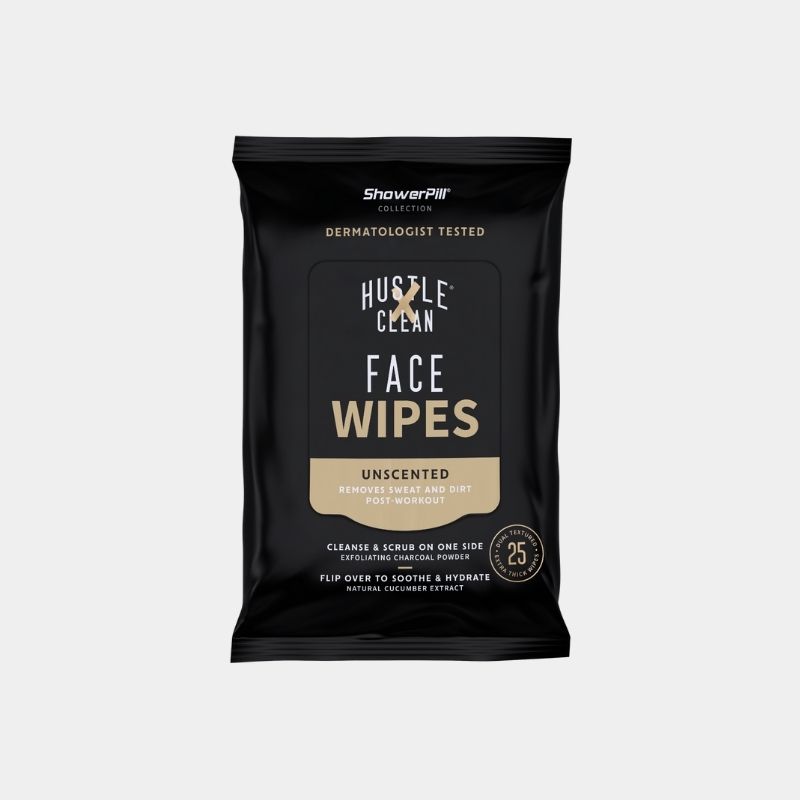 ShowerPill®
COLLECTION
DERMATOLOGIST TESTED
HUSTLE®
X
CLEAN
FACE
WIPES
UNSCENTED
REMOVES SWEAT AND DIRT
POST-WORKOUT
CLEANSE & SCRUB ON ONE SIDE
EXFOLIATING CHARCOAL POWDER
FLIP OVER TO SOOTHE & HYDRATE
NATURAL CUCUMBER EXTRACT
• DUAL TEXTURED •
25
EXTRA THICK WIPES